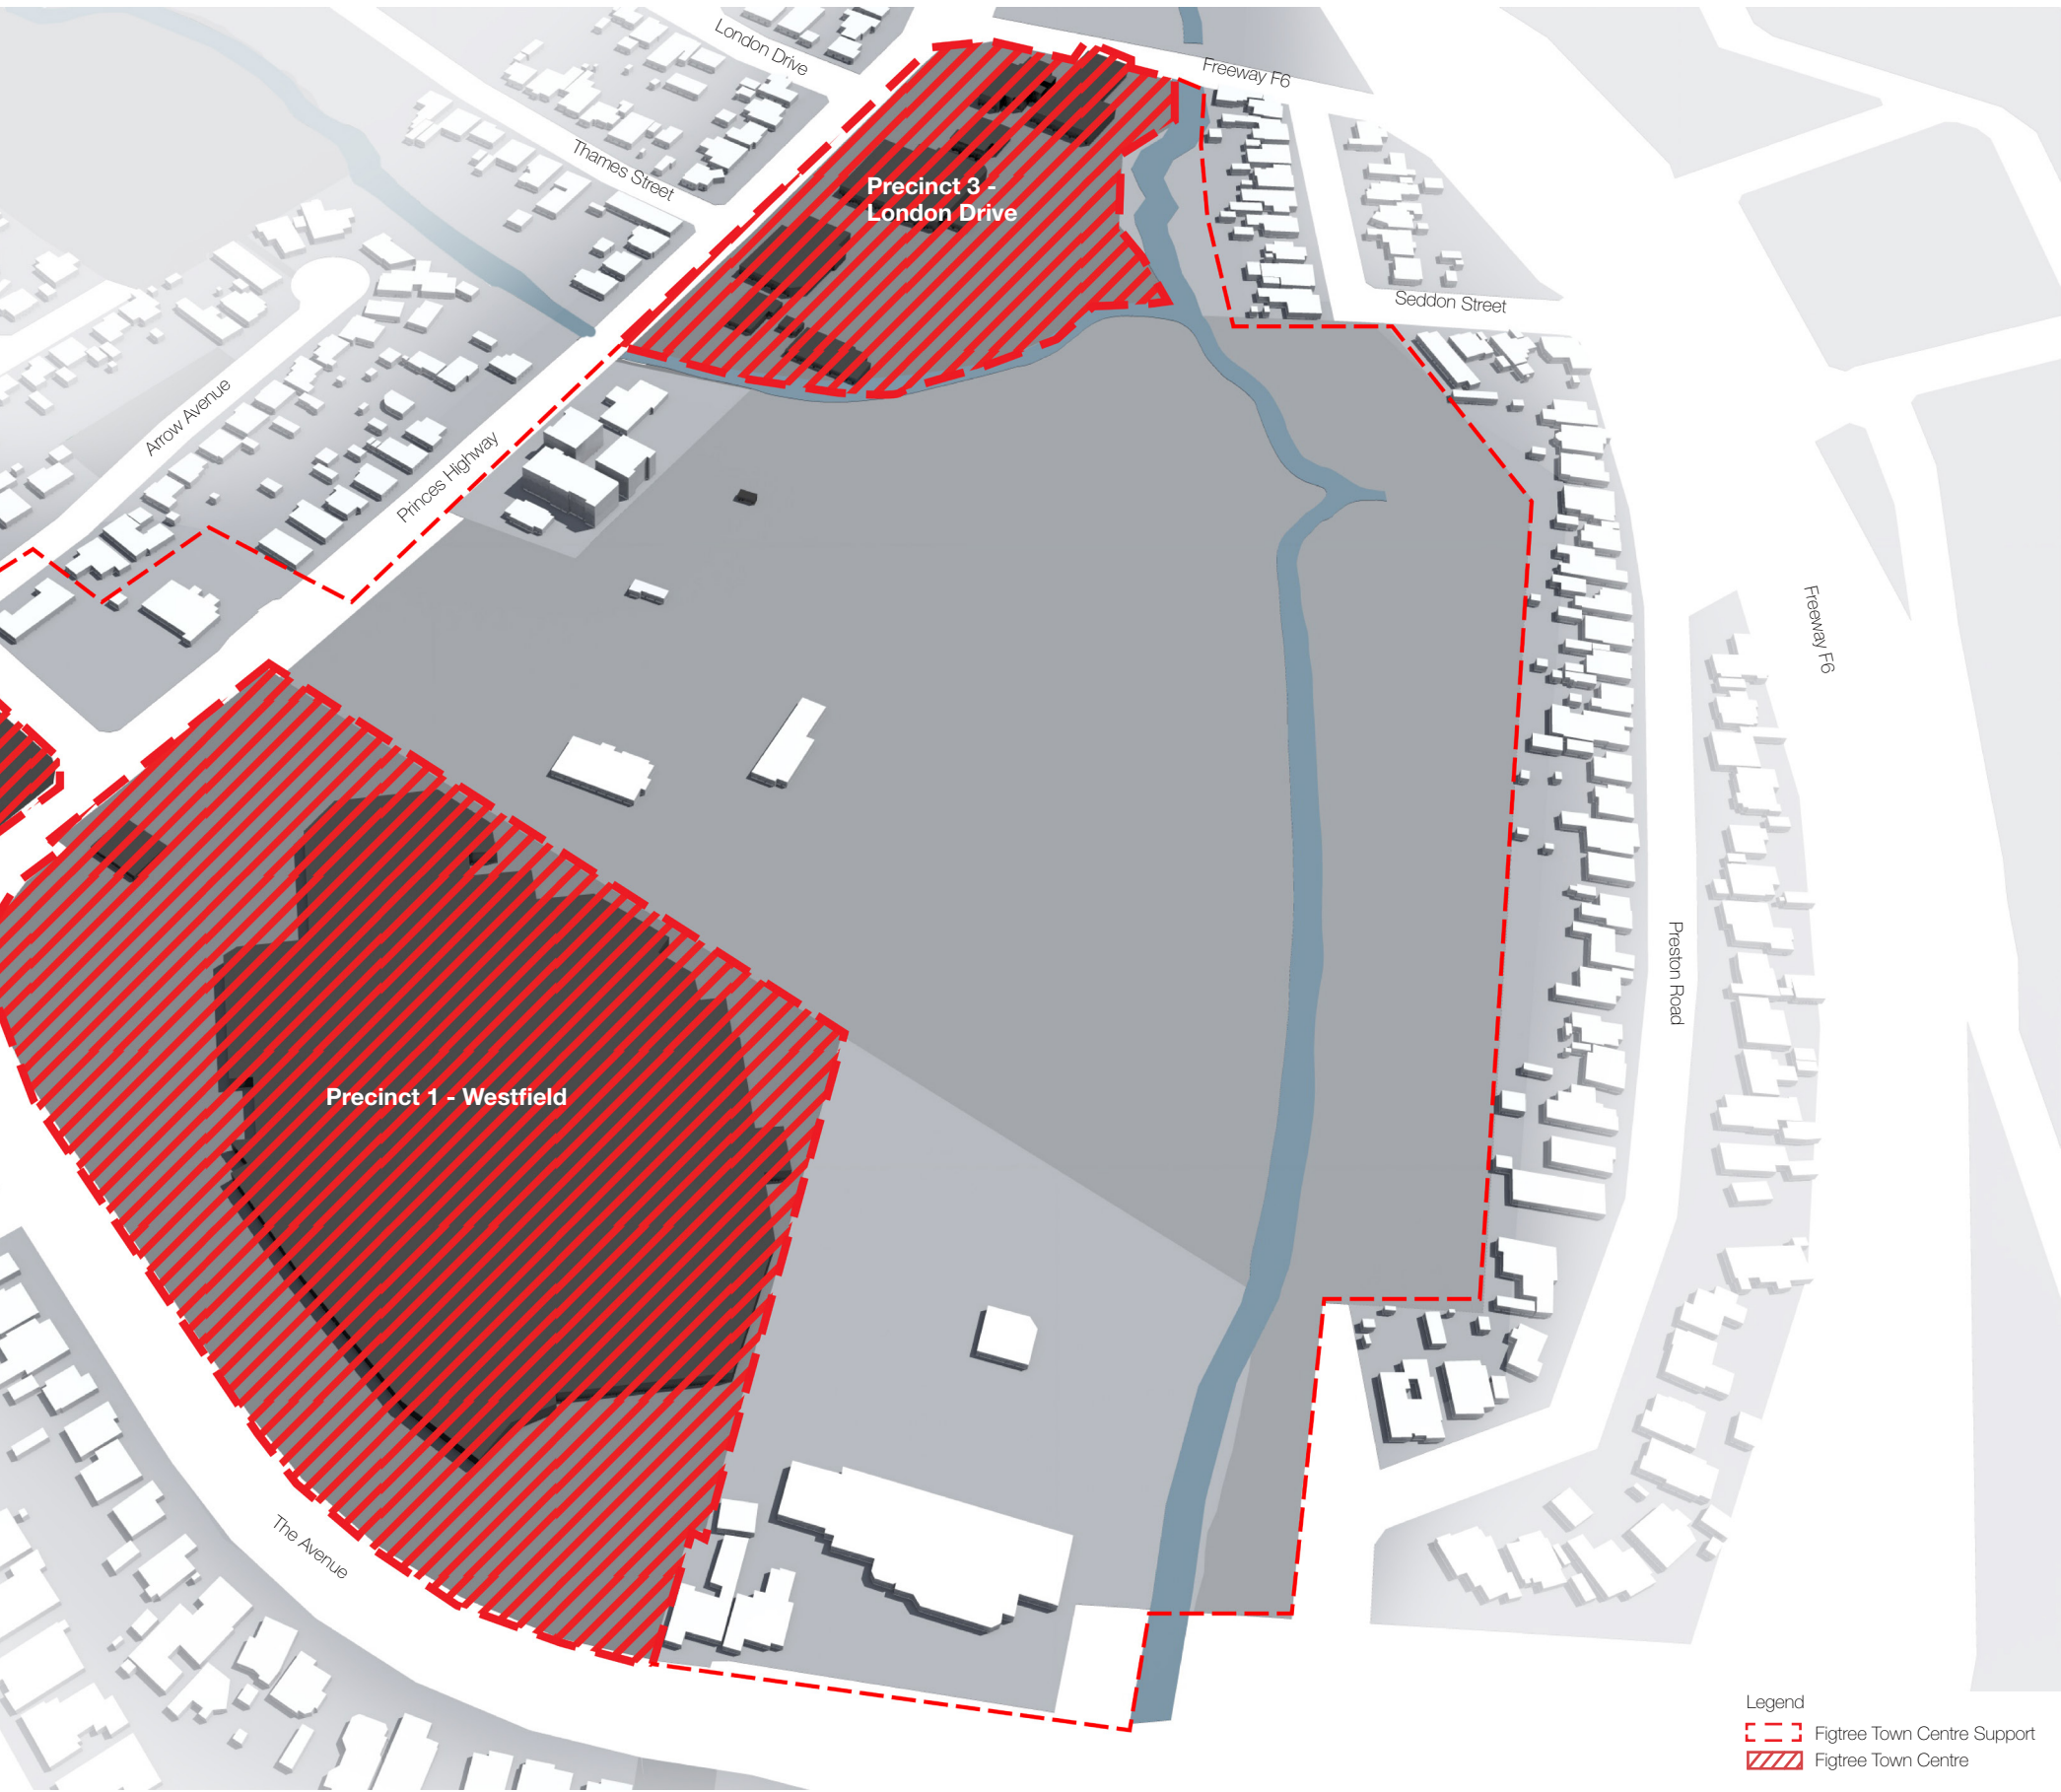 London Drive
Freeway F6
Thames Street
Precinct 3 -
London Drive
Seddon Street
Arrow Avenue
Princes Highway
Freeway F6
Preston Road
Precinct 1 - Westfield
The Avenue
Legend
Figtree Town Centre Support
Figtree Town Centre